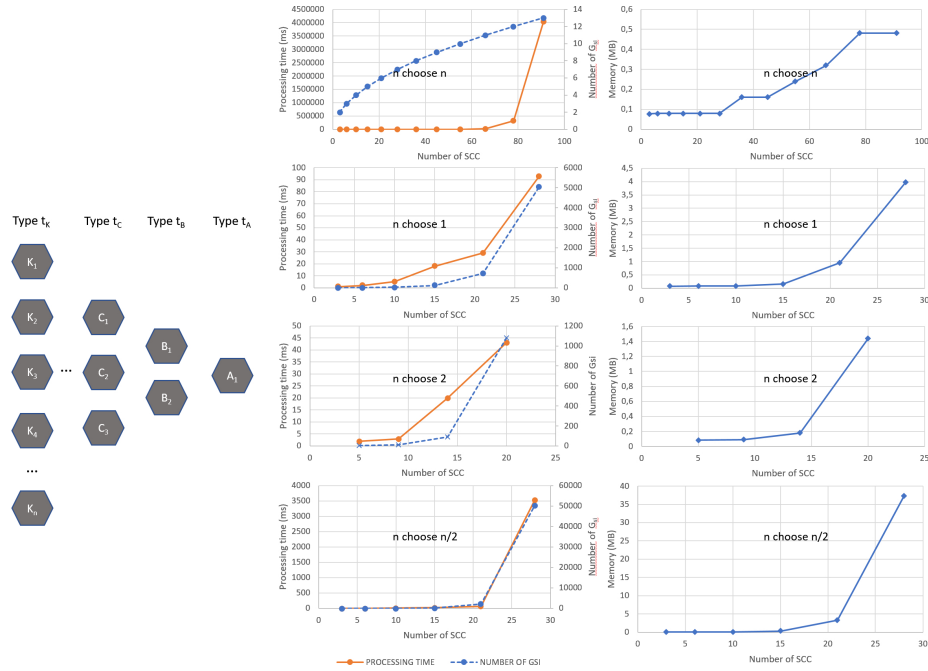 Type tK
Type tC
Type tB
Type tA
K1
K2
K3
K4
...
Kn
...
C1
C2
C3
B1
B2
A1
Processing time (ms)
4500000
4000000
3500000
3000000
2500000
2000000
1500000
1000000
500000
0
n choose n
14
12
10
8
6
4
2
0
Number of Gsi
0 20 40 60 80 100
Number of SCC
Memory (MB)
0,6
0,5
0,4
0,3
0,2
0,1
0
n choose n
0 20 40 60 80 100
Number of SCC
Processing time (ms)
100
90
80
70
60
50
40
30
20
10
0
n choose 1
6000
5000
4000
3000
2000
1000
0
Number of Gsi
0 5 10 15 20 25 30
Number of SCC
Memory (MB)
4,5
4
3,5
3
2,5
2
1,5
1
0,5
0
n choose 1
0 5 10 15 20 25 30
Number of SCC
Processing time (ms)
50
45
40
35
30
25
20
15
10
5
0
n choose 2
1200
1000
800
600
400
200
0
Number of Gsi
0 5 10 15 20 25
Number of SCC
Memory (MB)
1,6
1,4
1,2
1
0,8
0,6
0,4
0,2
0
n choose 2
0 5 10 15 20 25
Number of SCC
Processing time (ms)
4000
3500
3000
2500
2000
1500
1000
500
0
n choose n/2
60000
50000
40000
30000
20000
10000
0
Number of Gsi
0 5 10 15 20 25 30
Number of SCC
Memory (MB)
40
35
30
25
20
15
10
5
0
n choose n/2
0 5 10 15 20 25 30
Number of SCC
PROCESSING TIME
NUMBER OF GSI